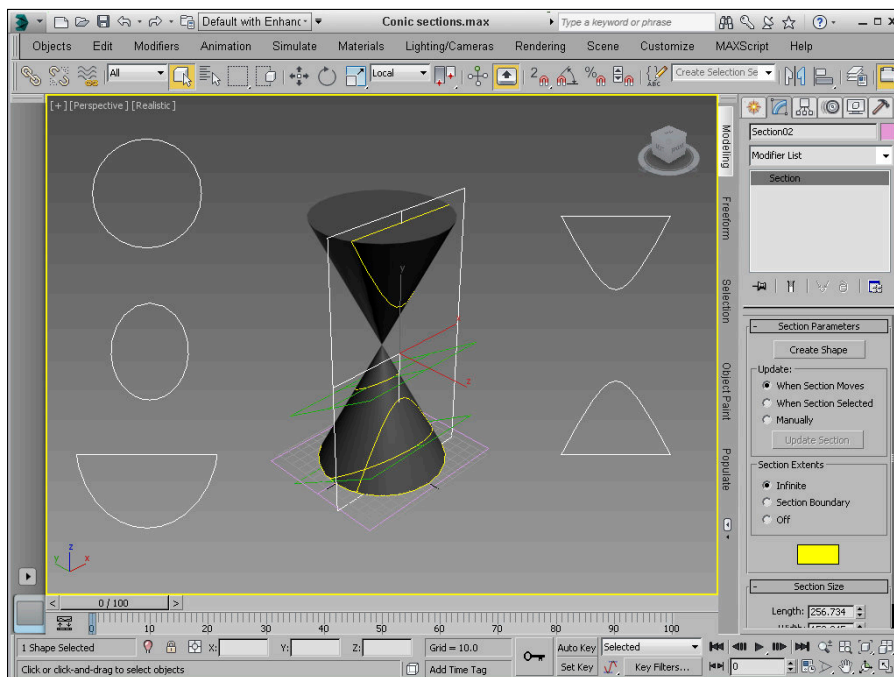 Default with Enhanc
Conic sections.max
Type a keyword or phrase
Objects Edit Modifiers Animation Simulate Materials Lighting/Cameras Rendering Scene Customize MAXScript Help
All
Local
2
%
ABC
Create Selection Se
[+] [Perspective] [Realistic]
Modeling
Freeform
Selection
Object Paint
Populate
Section02
Modifier List
Section
y
z
Section Parameters
Create Shape
Update:
When Section Moves
When Section Selected
Manually
Update Section
Section Extents
Infinite
Section Boundary
Off
Section Size
Length: 256.734
z
y x
0 / 100
0 10 20 30 40 50 60 70 80 90 100
1 Shape Selected X: Y: Z: Grid = 10.0 Auto Key Selected
Click or click-and-drag to select objects Add Time Tag Set Key Key Filters... 0